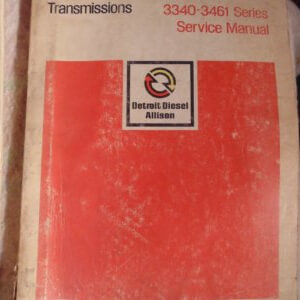 Transmissions
3340-3461 Series
Service Manual
Detroit Diesel
Allison